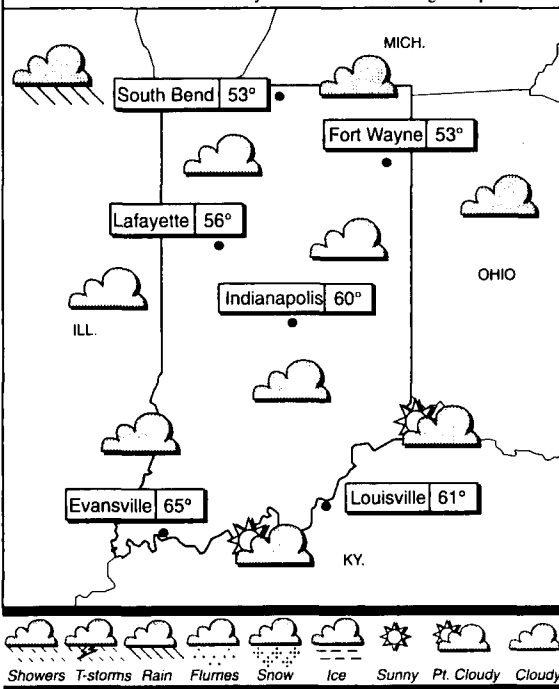 MICH.
South Bend 53°
Fort Wayne 53°
Lafayette 56°
OHIO
Indianapolis 60°
ILL.
Evansville 65°
Louisville 61°
KY.
Showers T-storms Rain Flurries Snow Ice Sunny Pt. Cloudy Cloudy